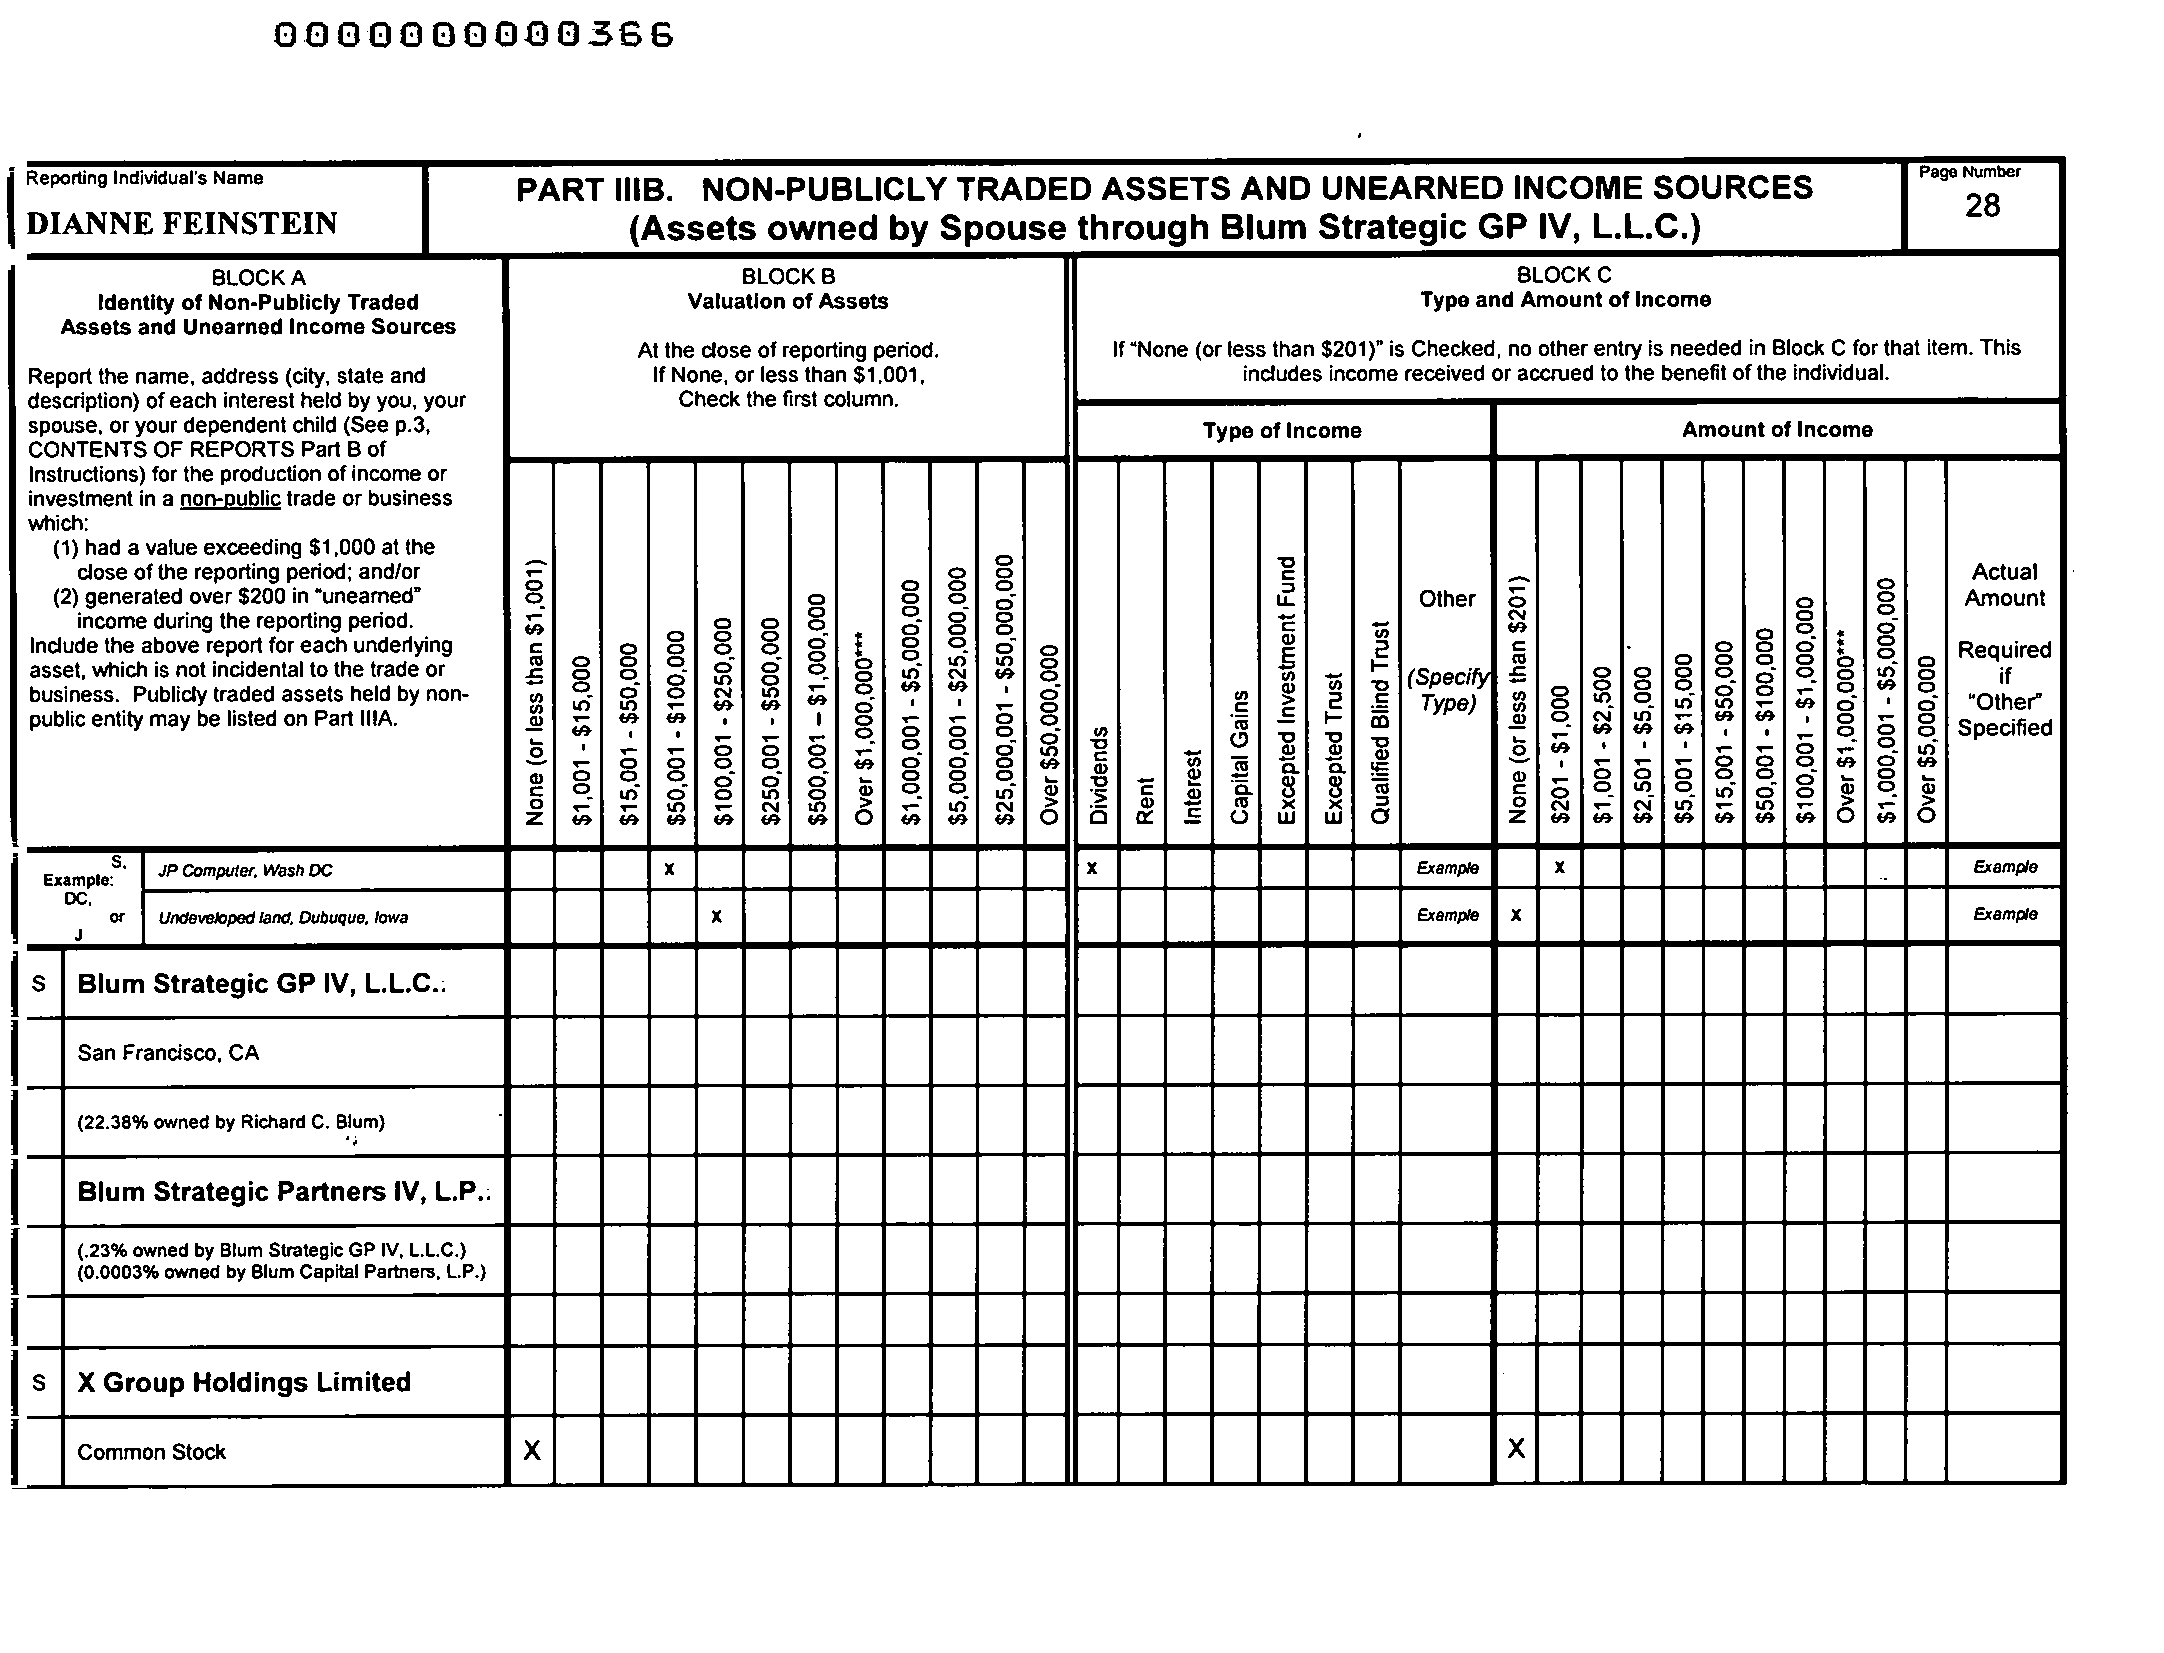 0000000000366
Reporting Individual's Name
DIANNE FEINSTEIN
PART IIIB. NON-PUBLICLY TRADED ASSETS AND UNEARNED INCOME SOURCES
(Assets owned by Spouse through Blum Strategic GP IV, L.L.C.)
Page Number
28
BLOCK A
Identity of Non-Publicly Traded
Assets and Unearned Income Sources
Report the name, address (city, state and
description) of each interest held by you, your
spouse, or your dependent child (See p.3,
CONTENTS OF REPORTS Part B of
Instructions) for the production of income or
investment in a non-public trade or business
which:
(1) had a value exceeding $1,000 at the
close of the reporting period; and/or
(2) generated over $200 in "unearned"
income during the reporting period.
Include the above report for each underlying
asset, which is not incidental to the trade or
business. Publicly traded assets held by non-
public entity may be listed on Part IIIA.
BLOCK B
Valuation of Assets
At the close of reporting period.
If None, or less than $1,001,
Check the first column.
None (or less than $1,001)
$1,001 - $15,000
$15,001 - $50,000
$50,001 - $100,000
$100,001 - $250,000
$250,001 - $500,000
$500,001 – $1,000,000
Over $1,000,000***
$1,000,001 - $5,000,000
$5,000,001 - $25,000,000
$25,000,001 - $50,000,000
Over $50,000,000
BLOCK C
Type and Amount of Income
If "None (or less than $201)" is Checked, no other entry is needed in Block C for that item. This
includes income received or accrued to the benefit of the individual.
Type of Income
Dividends
Rent
Interest
Capital Gains
Excepted Investment Fund
Excepted Trust
Qualified Blind Trust
Other
(Specify
Type)
Amount of Income
None (or less than $201)
$201 - $1,000
$1,001 - $2,500
$2,501 - $5,000
$5,001 - $15,000
$15,001 - $50,000
$50,001 - $100,000
$100,001 - $1,000,000
Over $1,000,000***
$1,000,001 - $5,000,000
Over $5,000,000
Actual
Amount
Required
if
"Other"
Specified
Example:
S,
DC,
or
J
JP Computer, Wash DC X X Example X Example
Undeveloped land, Dubuque, Iowa X Example X Example
S Blum Strategic GP IV, L.L.C.:
San Francisco, CA
(22.38% owned by Richard C. Blum)
Blum Strategic Partners IV, L.P.:
(.23% owned by Blum Strategic GP IV, L.L.C.)
(0.0003% owned by Blum Capital Partners, L.P.)
S X Group Holdings Limited
Common Stock X X